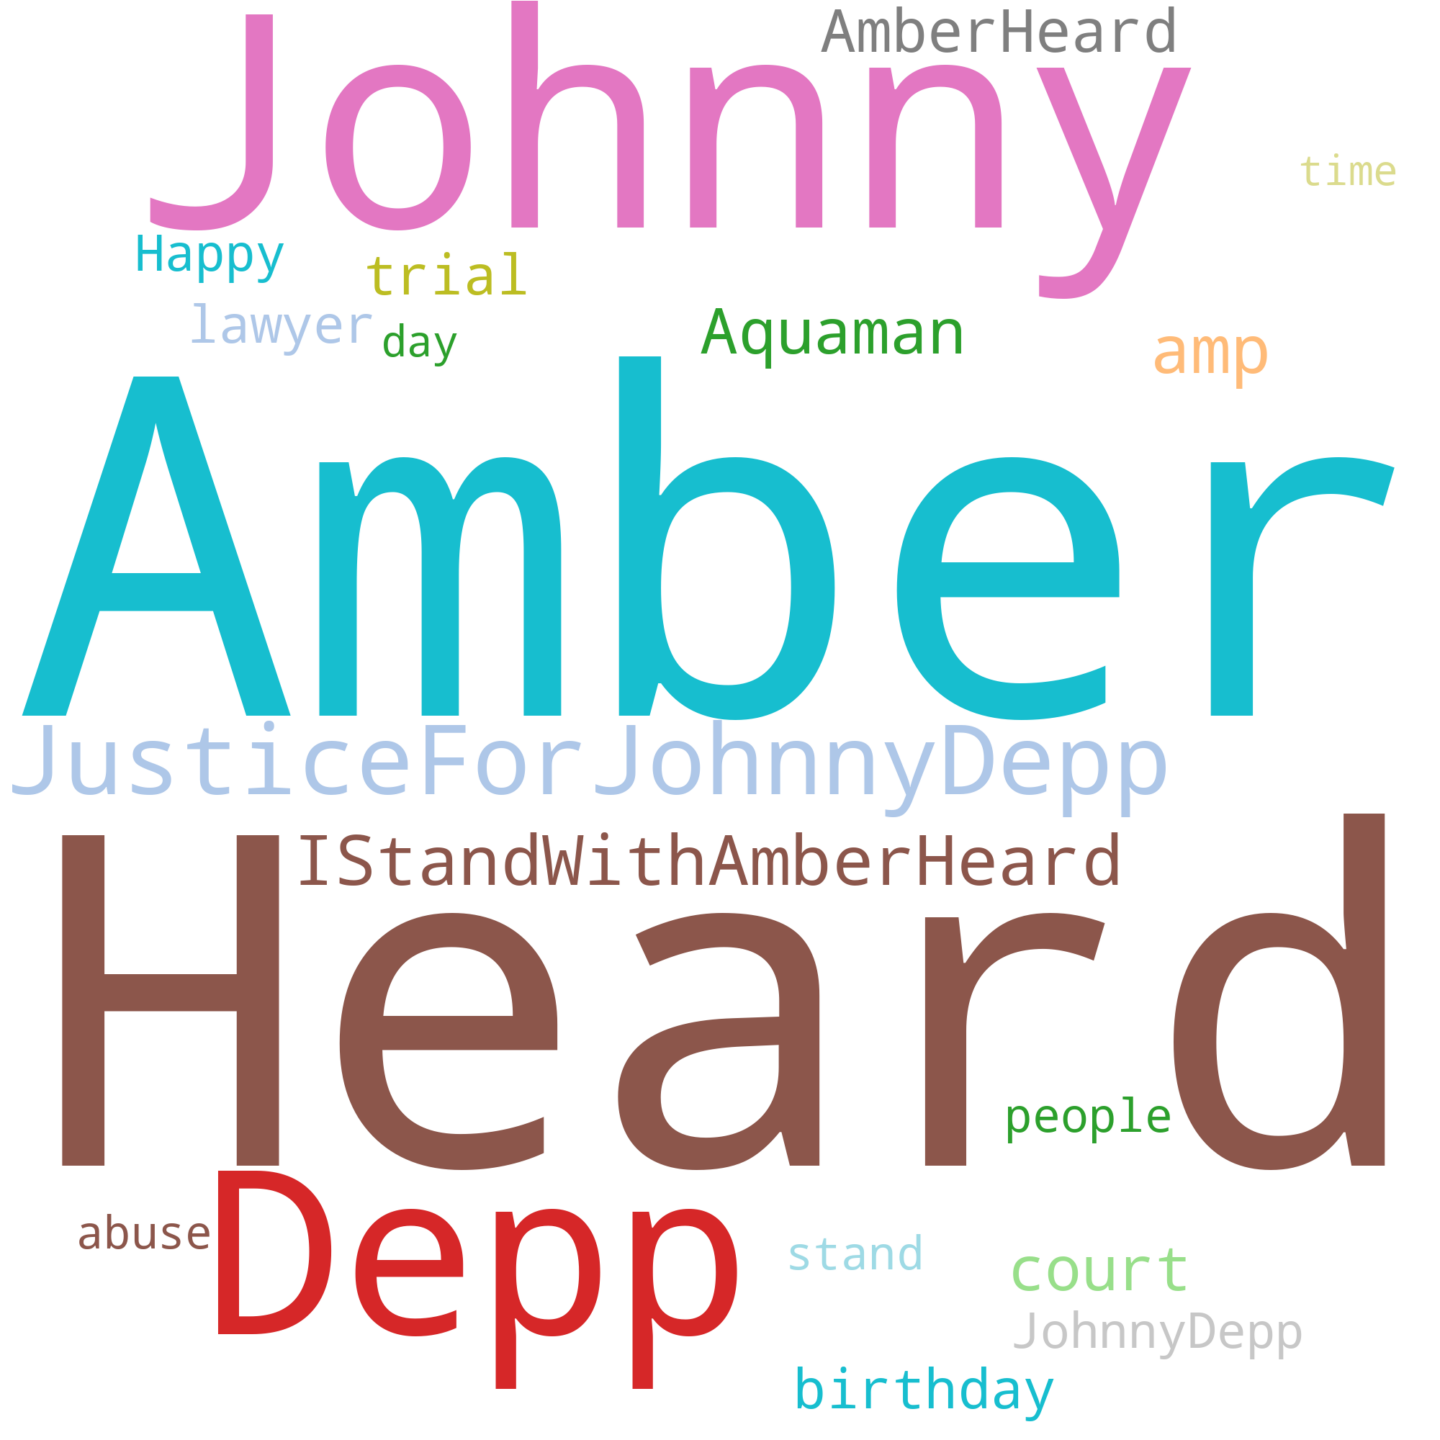 AmberHeard
Johnny
time
Happy
trial
lawyer
day
Aquaman
amp
Amber
JusticeForJohnnyDepp
IStandWithAmberHeard
Heard
people
Depp
abuse
stand
court
JohnnyDepp
birthday